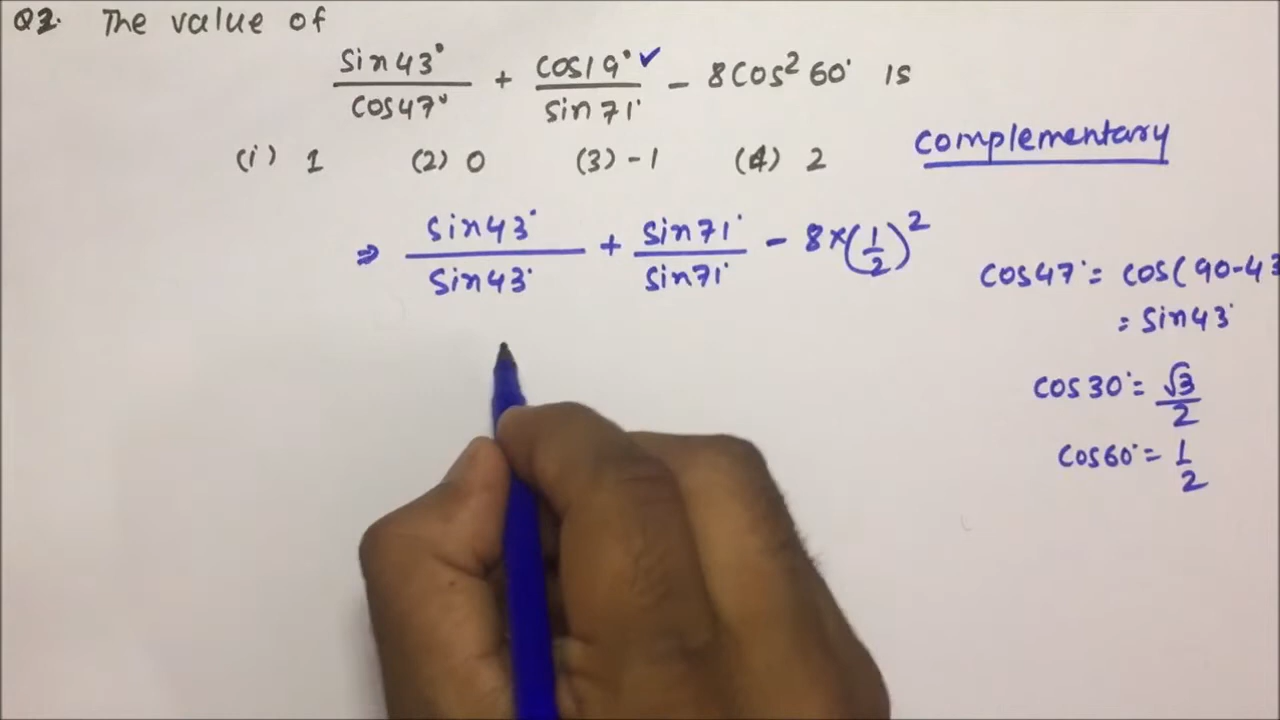 Q2. The value of
sin43° / cos47° + cos19° ✓ / sin71° - 8cos² 60° is
(i) 1 (2) 0 (3) -1 (4) 2
complementary
⇒ sin43° / sin43° + sin71° / sin71° - 8×(1/2)²
cos47° = cos(90-43
= sin43°
cos30° = √3/2
cos60° = 1/2